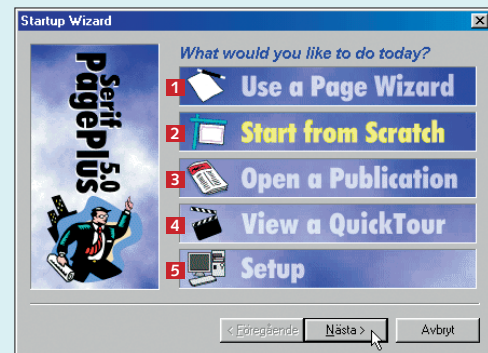 Startup Wizard
Serif
PagePlus
5.0
What would you like to do today?
1 Use a Page Wizard
2 Start from Scratch
3 Open a Publication
4 View a QuickTour
5 Setup
< Föregående Nästa > Avbryt